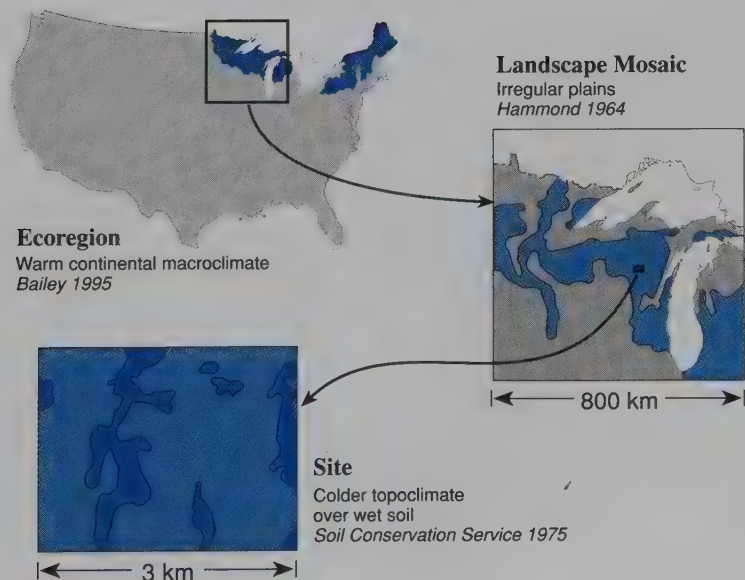 Landscape Mosaic
Irregular plains
Hammond 1964
Ecoregion
Warm continental macroclimate
Bailey 1995
800 km
Site
Colder topoclimate
over wet soil
Soil Conservation Service 1975
3 km